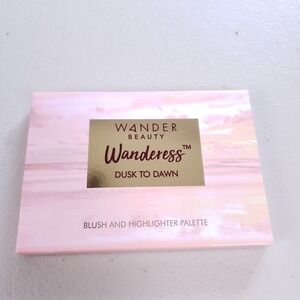 WANDER
BEAUTY
Wanderess™
DUSK TO DAWN
BLUSH AND HIGHLIGHTER PALETTE